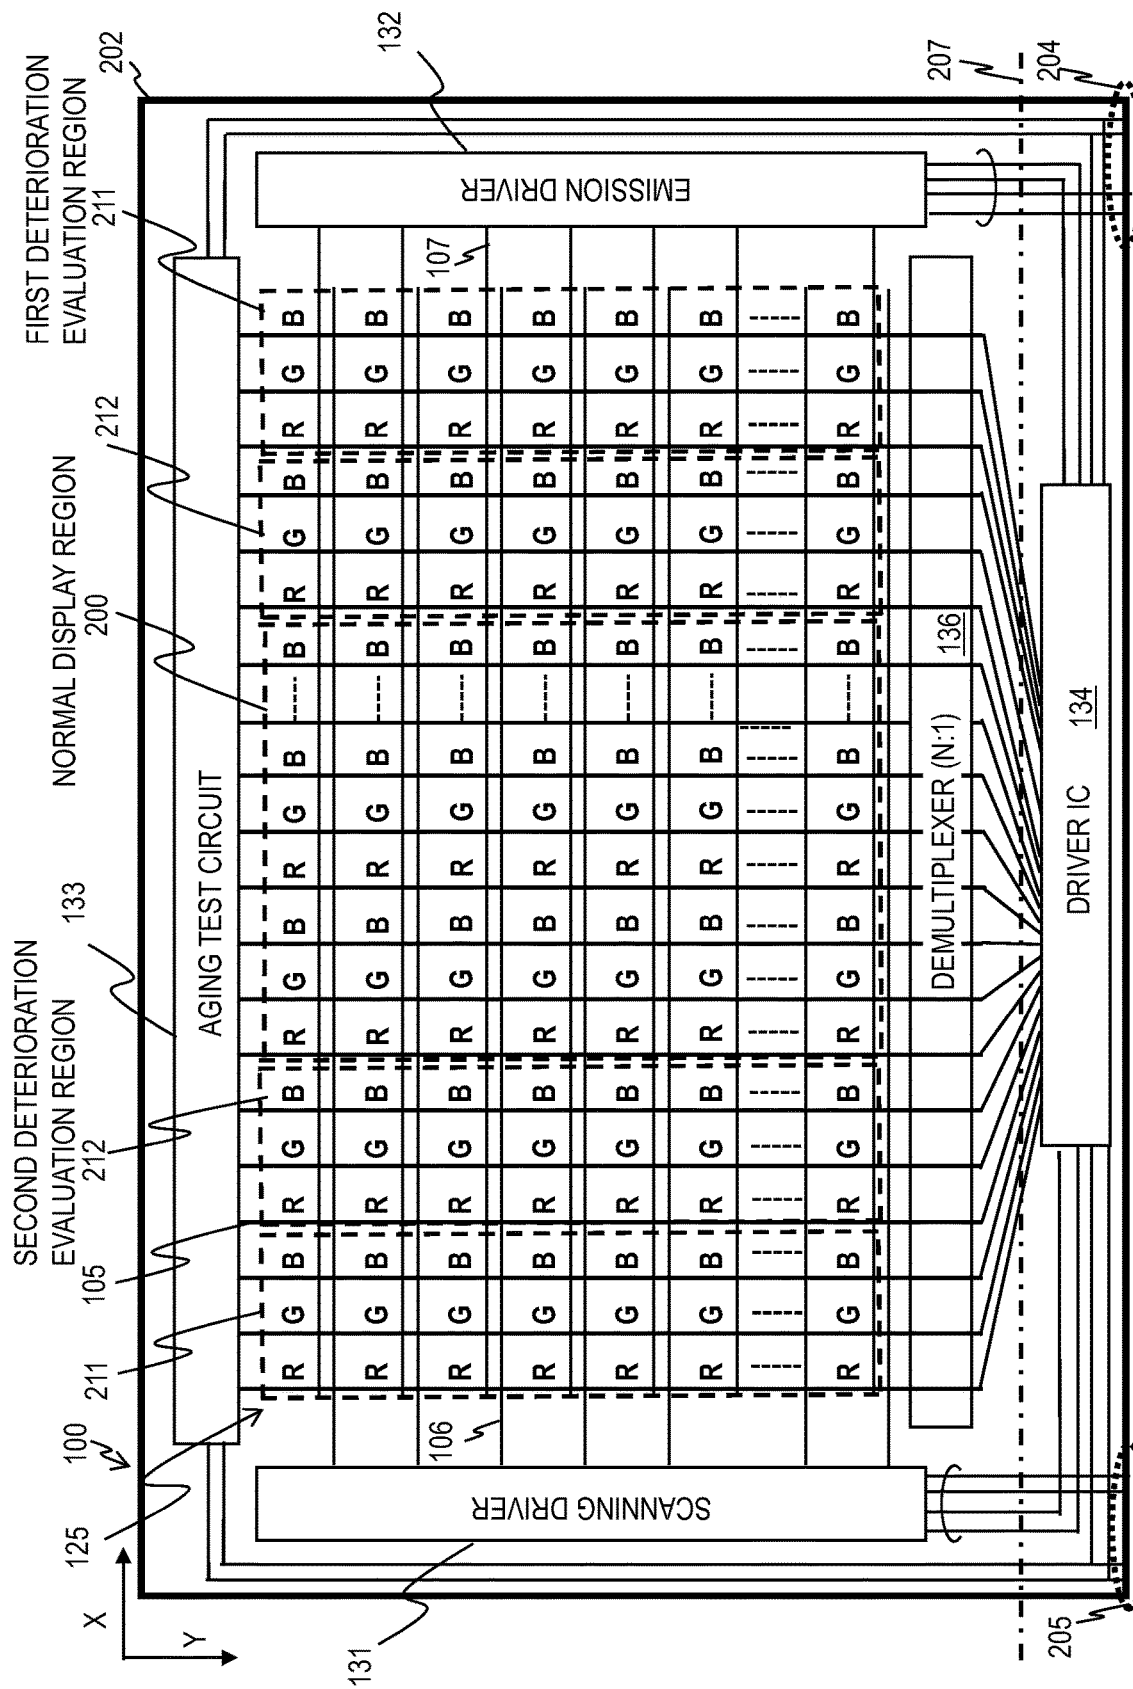 SECOND DETERIORATION
EVALUATION REGION
NORMAL DISPLAY REGION
FIRST DETERIORATION
EVALUATION REGION
X
Y
125
100
211
105
212
133
200
212
211
202
AGING TEST CIRCUIT
R G B R G B R G B R G B ----- B R G B R G B
R G B R G B R G B R G B ----- B R G B R G B
R G B R G B R G B R G B ----- B R G B R G B
R G B R G B R G B R G B ----- B R G B R G B
R G B R G B R G B R G B ----- B R G B R G B
R G B R G B R G B R G B ----- B R G B R G B
R G B R G B R G B R G B ----- B R G B R G B
106
107
131
SCANNING DRIVER
EMISSION DRIVER
132
DEMULTIPLEXER (N:1)
136
207
DRIVER IC
134
205
204